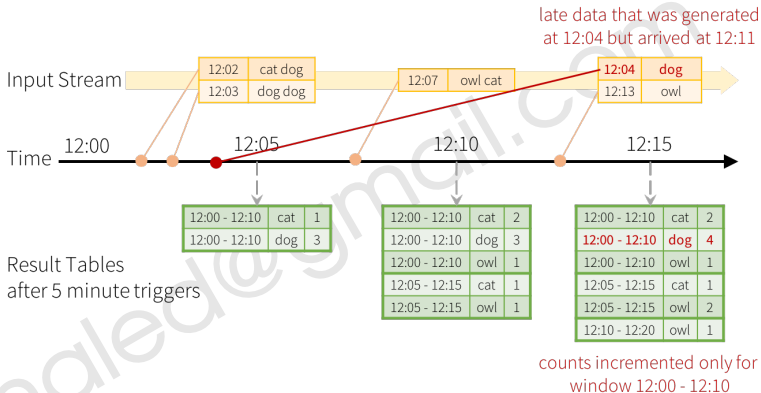 late data that was generated
at 12:04 but arrived at 12:11
Input Stream
12:02 cat dog
12:03 dog dog
12:07 owl cat
12:04 dog
12:13 owl
Time
12:00
12:05
12:10
12:15
12:00 - 12:10 cat 1
12:00 - 12:10 dog 3
12:00 - 12:10 cat 2
12:00 - 12:10 dog 3
12:00 - 12:10 owl 1
12:05 - 12:15 cat 1
12:05 - 12:15 owl 1
12:00 - 12:10 cat 2
12:00 - 12:10 dog 4
12:00 - 12:10 owl 1
12:05 - 12:15 cat 1
12:05 - 12:15 owl 2
12:10 - 12:20 owl 1
Result Tables
after 5 minute triggers
counts incremented only for
window 12:00 - 12:10